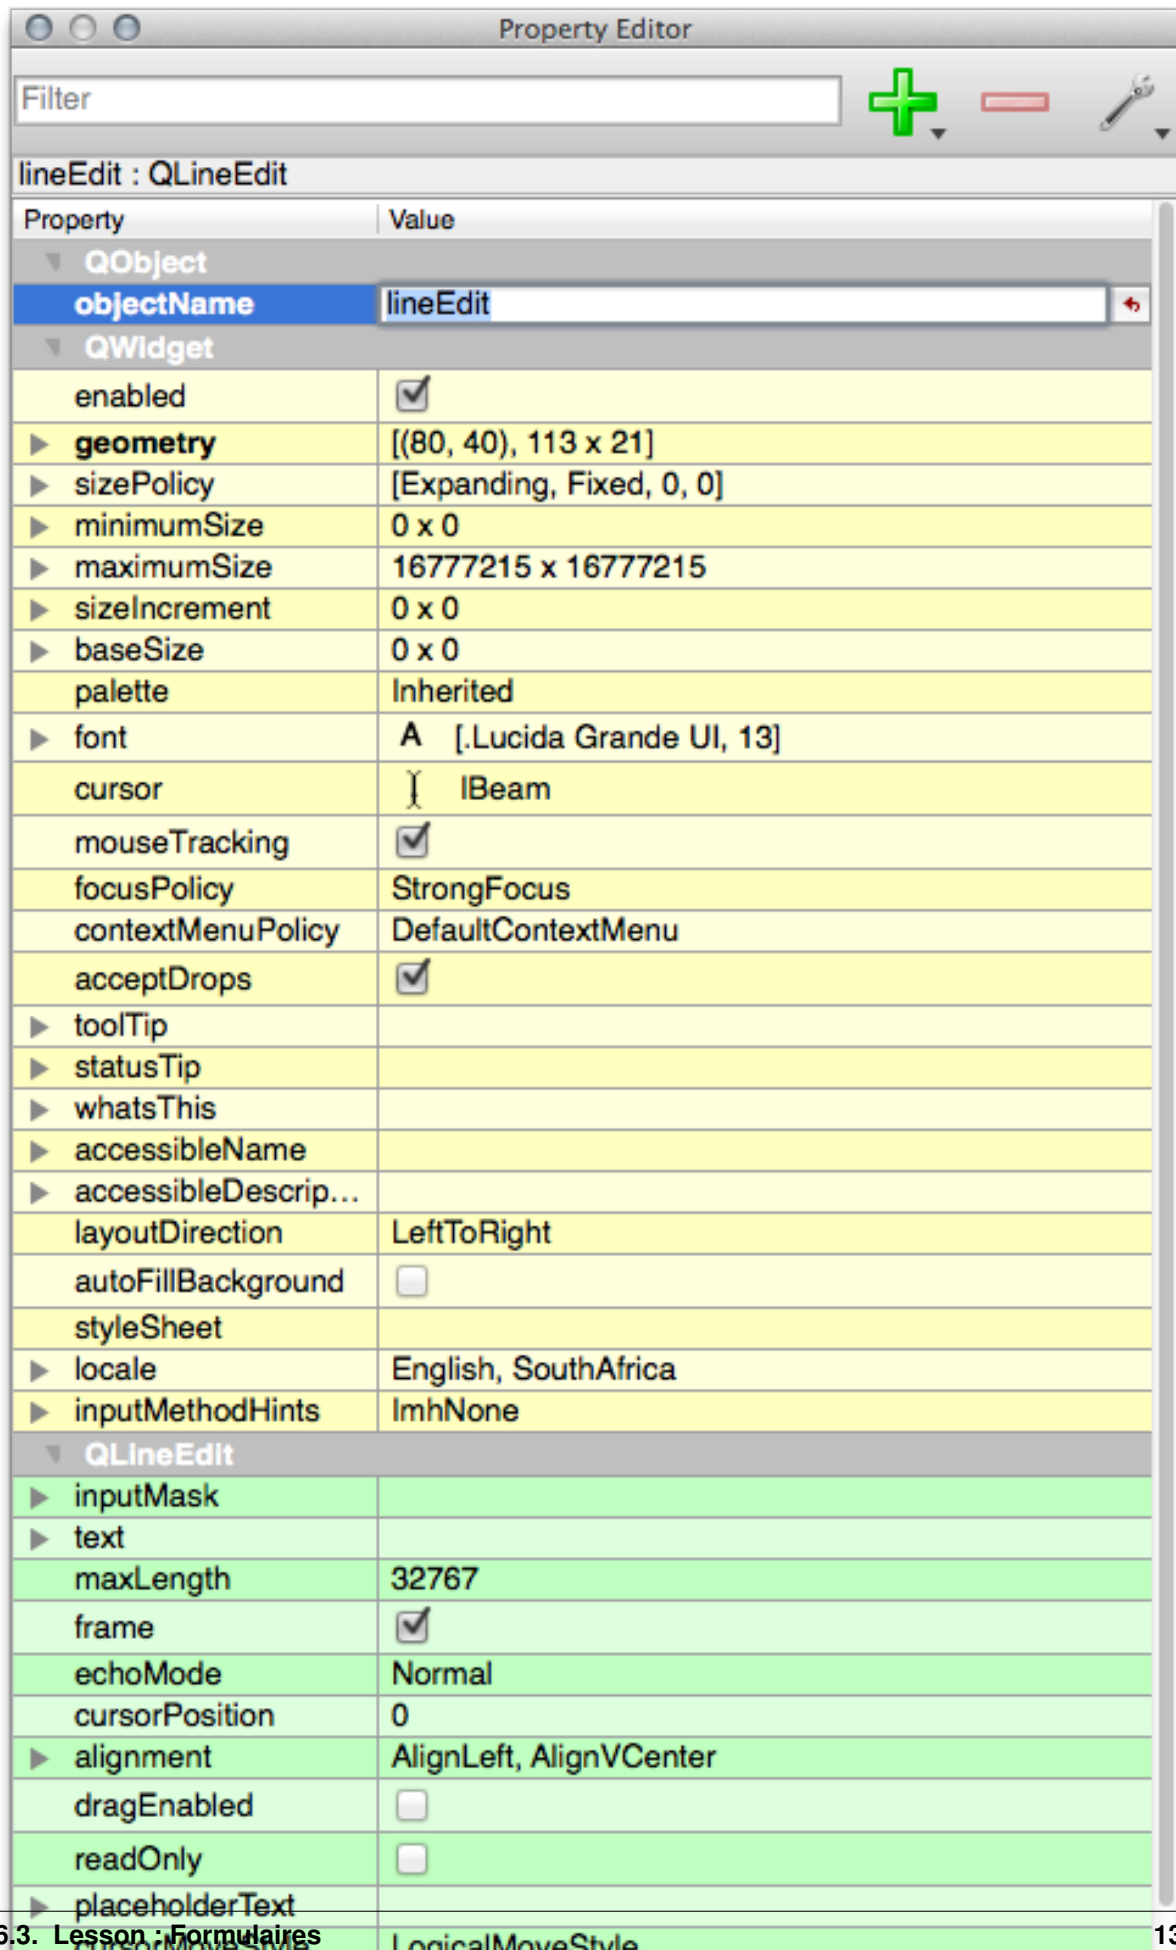 Property Editor
Filter
lineEdit : QLineEdit
Property Value
QObject
objectName lineEdit
QWidget
enabled
geometry [(80, 40), 113 x 21]
sizePolicy [Expanding, Fixed, 0, 0]
minimumSize 0 x 0
maximumSize 16777215 x 16777215
sizeIncrement 0 x 0
baseSize 0 x 0
palette Inherited
font A [.Lucida Grande UI, 13]
cursor IBeam
mouseTracking
focusPolicy StrongFocus
contextMenuPolicy DefaultContextMenu
acceptDrops
toolTip
statusTip
whatsThis
accessibleName
accessibleDescrip...
layoutDirection LeftToRight
autoFillBackground
styleSheet
locale English, SouthAfrica
inputMethodHints ImhNone
QLineEdit
inputMask
text
maxLength 32767
frame
echoMode Normal
cursorPosition 0
alignment AlignLeft, AlignVCenter
dragEnabled
readOnly
placeholderText
6.3. Lesson : Formulaires 13
cursorMoveStyle LogicalMoveStyle